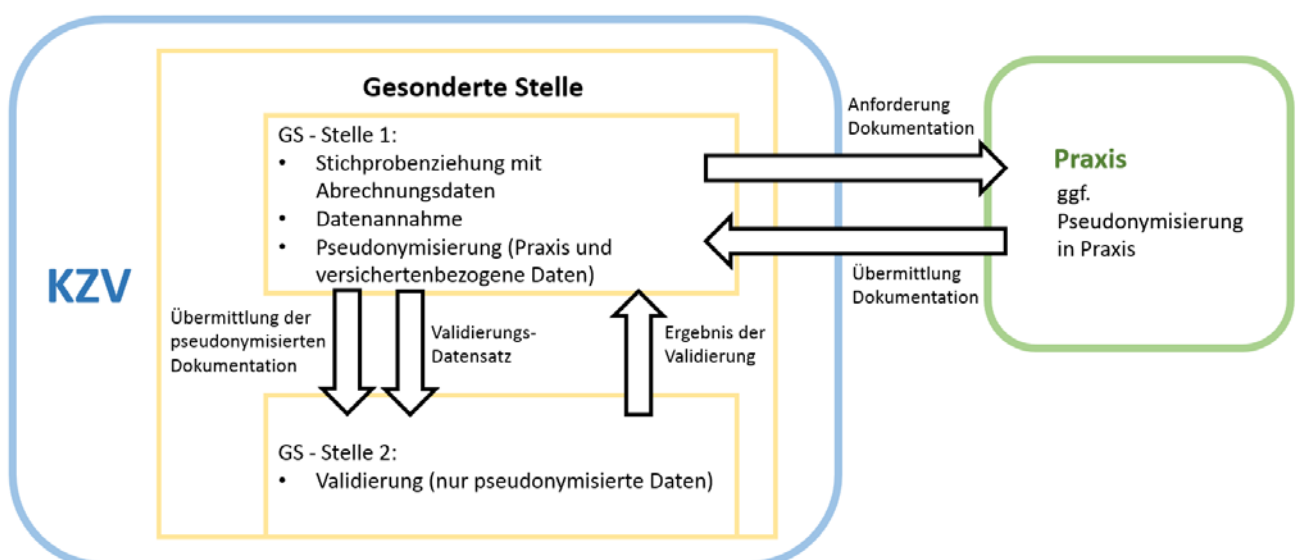 KZV
Gesonderte Stelle
GS - Stelle 1:
• Stichprobenziehung mit
Abrechnungsdaten
• Datenannahme
• Pseudonymisierung (Praxis und
versichertenbezogene Daten)
Anforderung
Dokumentation
Praxis
ggf.
Pseudonymisierung
in Praxis
Übermittlung
Dokumentation
Übermittlung der
pseudonymisierten
Dokumentation
Validierungs-
Datensatz
Ergebnis der
Validierung
GS - Stelle 2:
• Validierung (nur pseudonymisierte Daten)